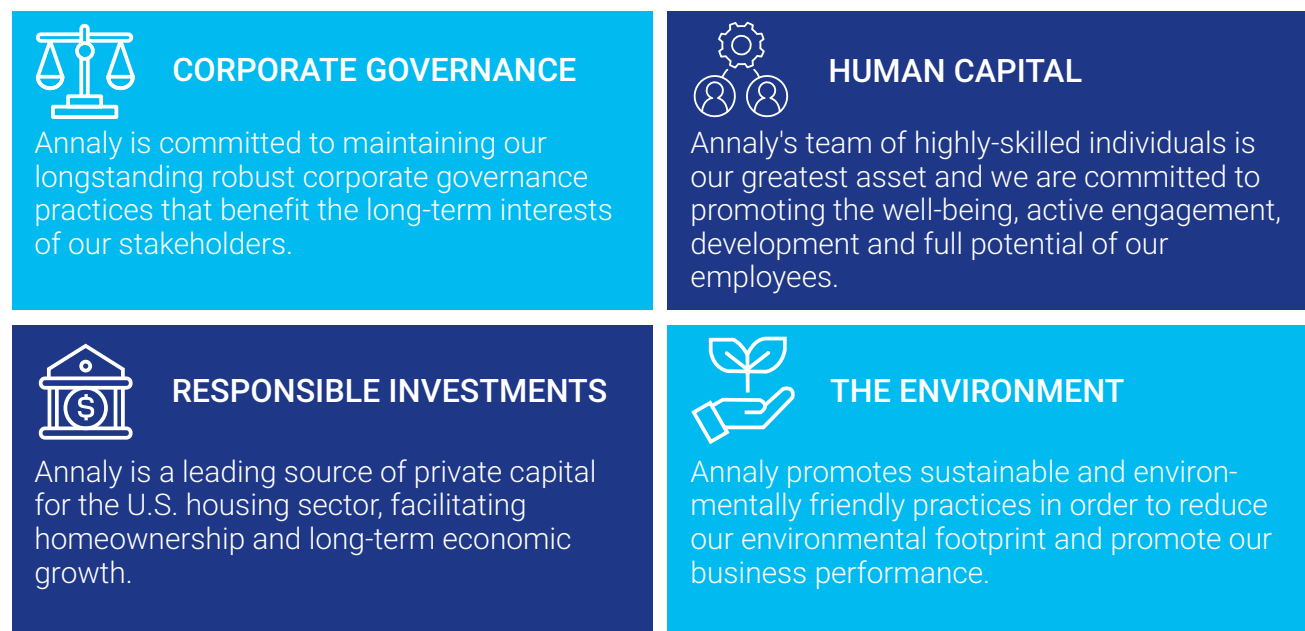 CORPORATE GOVERNANCE
Annaly is committed to maintaining our
longstanding robust corporate governance
practices that benefit the long-term interests
of our stakeholders.
HUMAN CAPITAL
Annaly's team of highly-skilled individuals is
our greatest asset and we are committed to
promoting the well-being, active engagement,
development and full potential of our
employees.
RESPONSIBLE INVESTMENTS
$
Annaly is a leading source of private capital
for the U.S. housing sector, facilitating
homeownership and long-term economic
growth.
THE ENVIRONMENT
Annaly promotes sustainable and environ-
mentally friendly practices in order to reduce
our environmental footprint and promote our
business performance.